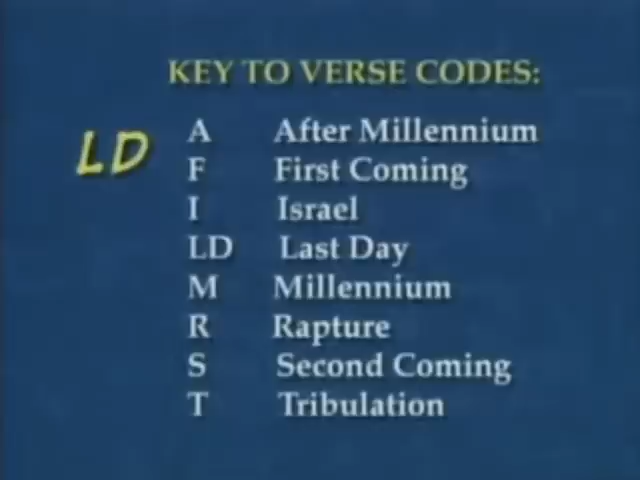 KEY TO VERSE CODES:
LD
A After Millennium
F First Coming
I Israel
LD Last Day
M Millennium
R Rapture
S Second Coming
T Tribulation